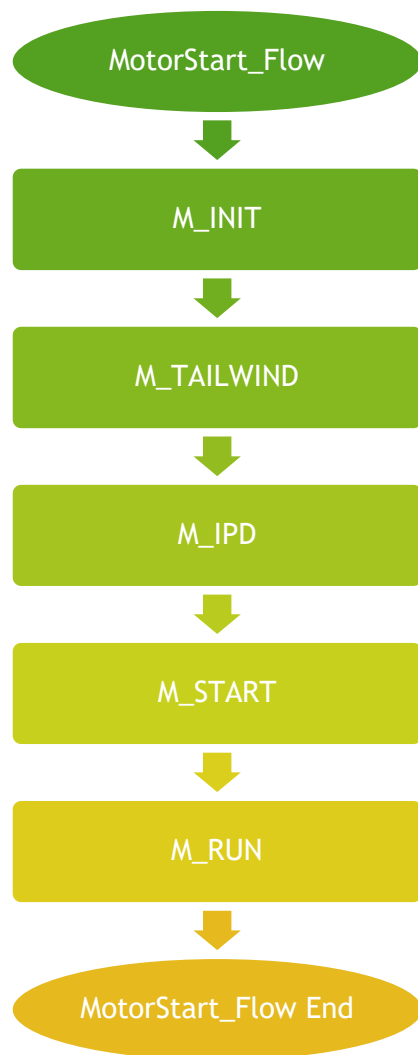 MotorStart_Flow
M_INIT
M_TAILWIND
M_IPD
M_START
M_RUN
MotorStart_Flow End